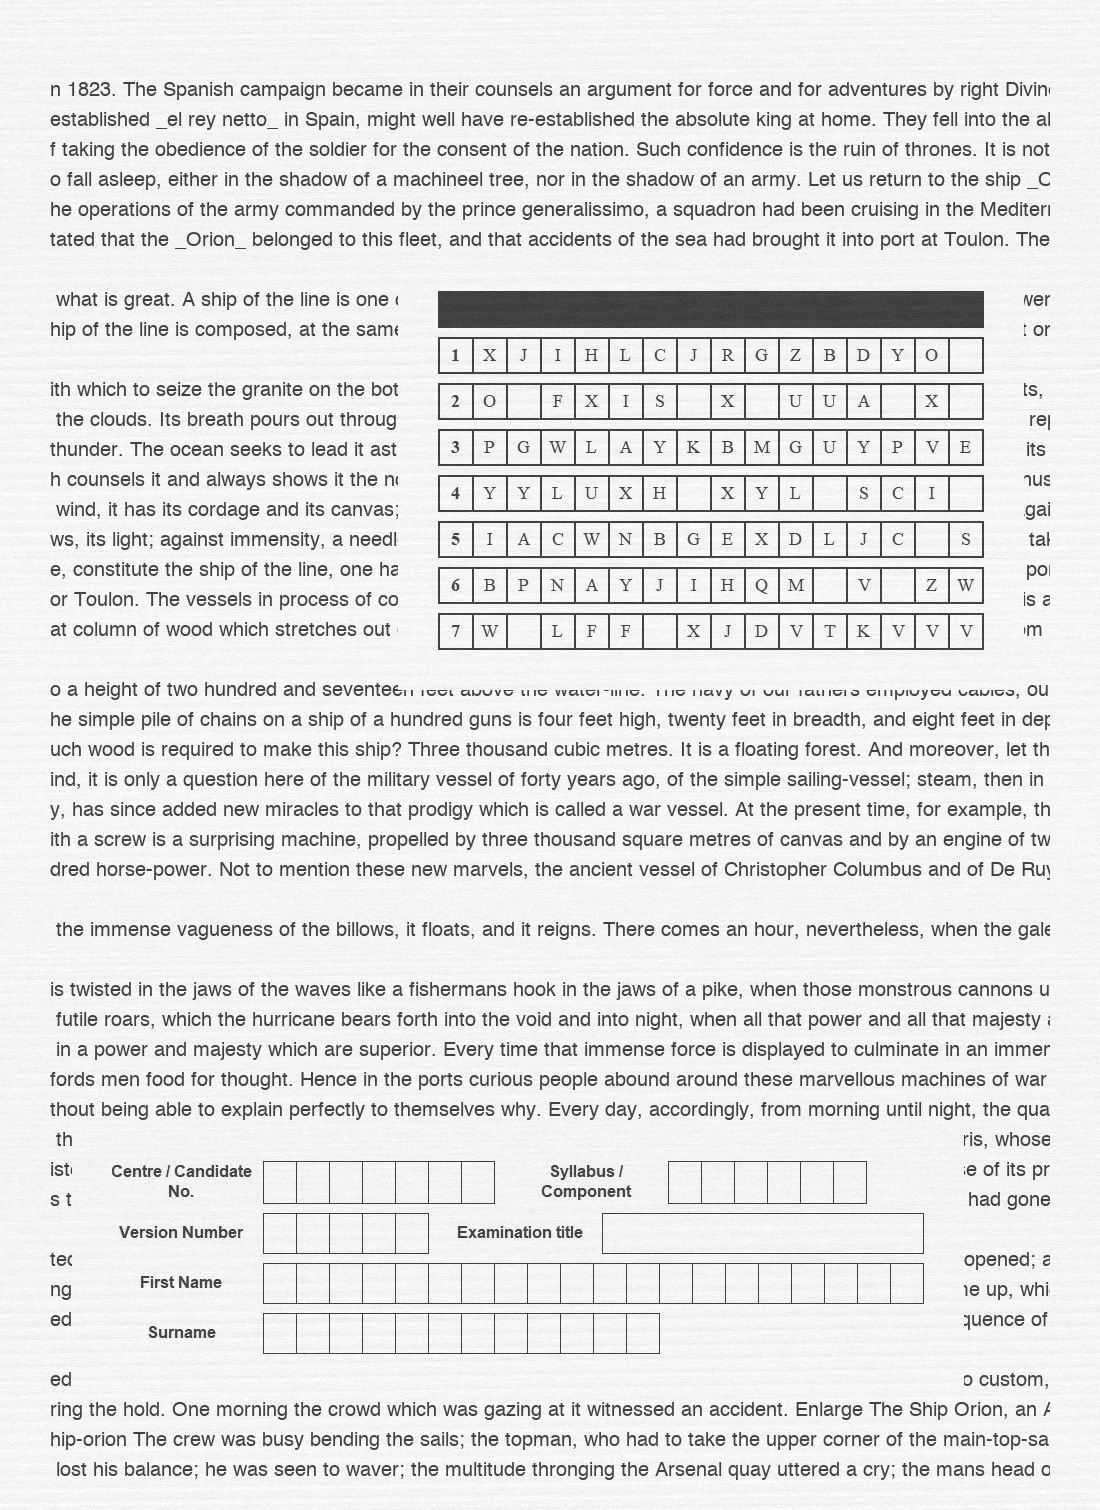 n 1823. The Spanish campaign became in their counsels an argument for force and for adventures by right Divine
established _el rey netto_ in Spain, might well have re-established the absolute king at home. They fell into the al
f taking the obedience of the soldier for the consent of the nation. Such confidence is the ruin of thrones. It is not
o fall asleep, either in the shadow of a machineel tree, nor in the shadow of an army. Let us return to the ship _O
he operations of the army commanded by the prince generalissimo, a squadron had been cruising in the Mediterr
tated that the _Orion_ belonged to this fleet, and that accidents of the sea had brought it into port at Toulon. The
what is great. A ship of the line is one wer
hip of the line is composed, at the same t or
1 X J I H L C J R G Z B D Y O
ith which to seize the granite on the bot ts,
2 O F X I S X U U A X
the clouds. Its breath pours out throug rep
thunder. The ocean seeks to lead it ast its
3 P G W L A Y K B M G U Y P V E
h counsels it and always shows it the no
4 Y Y L U X H X Y L S C I
wind, it has its cordage and its canvas; gai
ws, its light; against immensity, a needl tak
5 I A C W N B G E X D L J C S
e, constitute the ship of the line, one ha por
6 B P N A Y J I H Q M V Z W
or Toulon. The vessels in process of co is a
at column of wood which stretches out om
7 W L F F X J D V T K V V V
o a height of two hundred and seventeen feet above the water-line. The navy of our fathers employed cables, ou
he simple pile of chains on a ship of a hundred guns is four feet high, twenty feet in breadth, and eight feet in dep
uch wood is required to make this ship? Three thousand cubic metres. It is a floating forest. And moreover, let th
ind, it is only a question here of the military vessel of forty years ago, of the simple sailing-vessel; steam, then in
y, has since added new miracles to that prodigy which is called a war vessel. At the present time, for example, th
ith a screw is a surprising machine, propelled by three thousand square metres of canvas and by an engine of tw
dred horse-power. Not to mention these new marvels, the ancient vessel of Christopher Columbus and of De Ruy
the immense vagueness of the billows, it floats, and it reigns. There comes an hour, nevertheless, when the gale
is twisted in the jaws of the waves like a fishermans hook in the jaws of a pike, when those monstrous cannons u
futile roars, which the hurricane bears forth into the void and into night, when all that power and all that majesty a
in a power and majesty which are superior. Every time that immense force is displayed to culminate in an immer
fords men food for thought. Hence in the ports curious people abound around these marvellous machines of war
thout being able to explain perfectly to themselves why. Every day, accordingly, from morning until night, the qua
th ris, whose
iste Centre / Candidate No. Syllabus / Component e of its pr
s t had gone
Version Number Examination title
tec opened; a
ng First Name e up, whi
ed Surname quence of
ed o custom,
ring the hold. One morning the crowd which was gazing at it witnessed an accident. Enlarge The Ship Orion, an A
hip-orion The crew was busy bending the sails; the topman, who had to take the upper corner of the main-top-sa
lost his balance; he was seen to waver; the multitude thronging the Arsenal quay uttered a cry; the mans head o